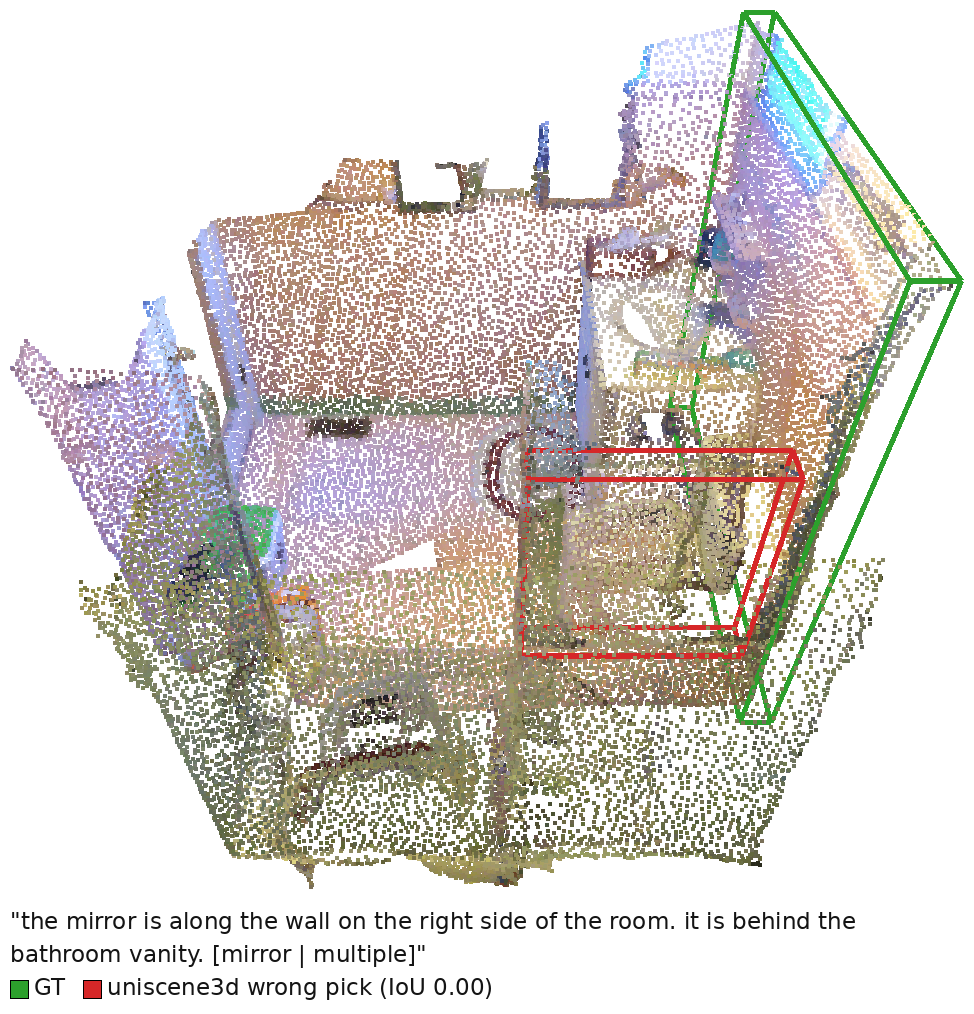 "the mirror is along the wall on the right side of the room. it is behind the
bathroom vanity. [mirror | multiple]"
GT uniscene3d wrong pick (IoU 0.00)